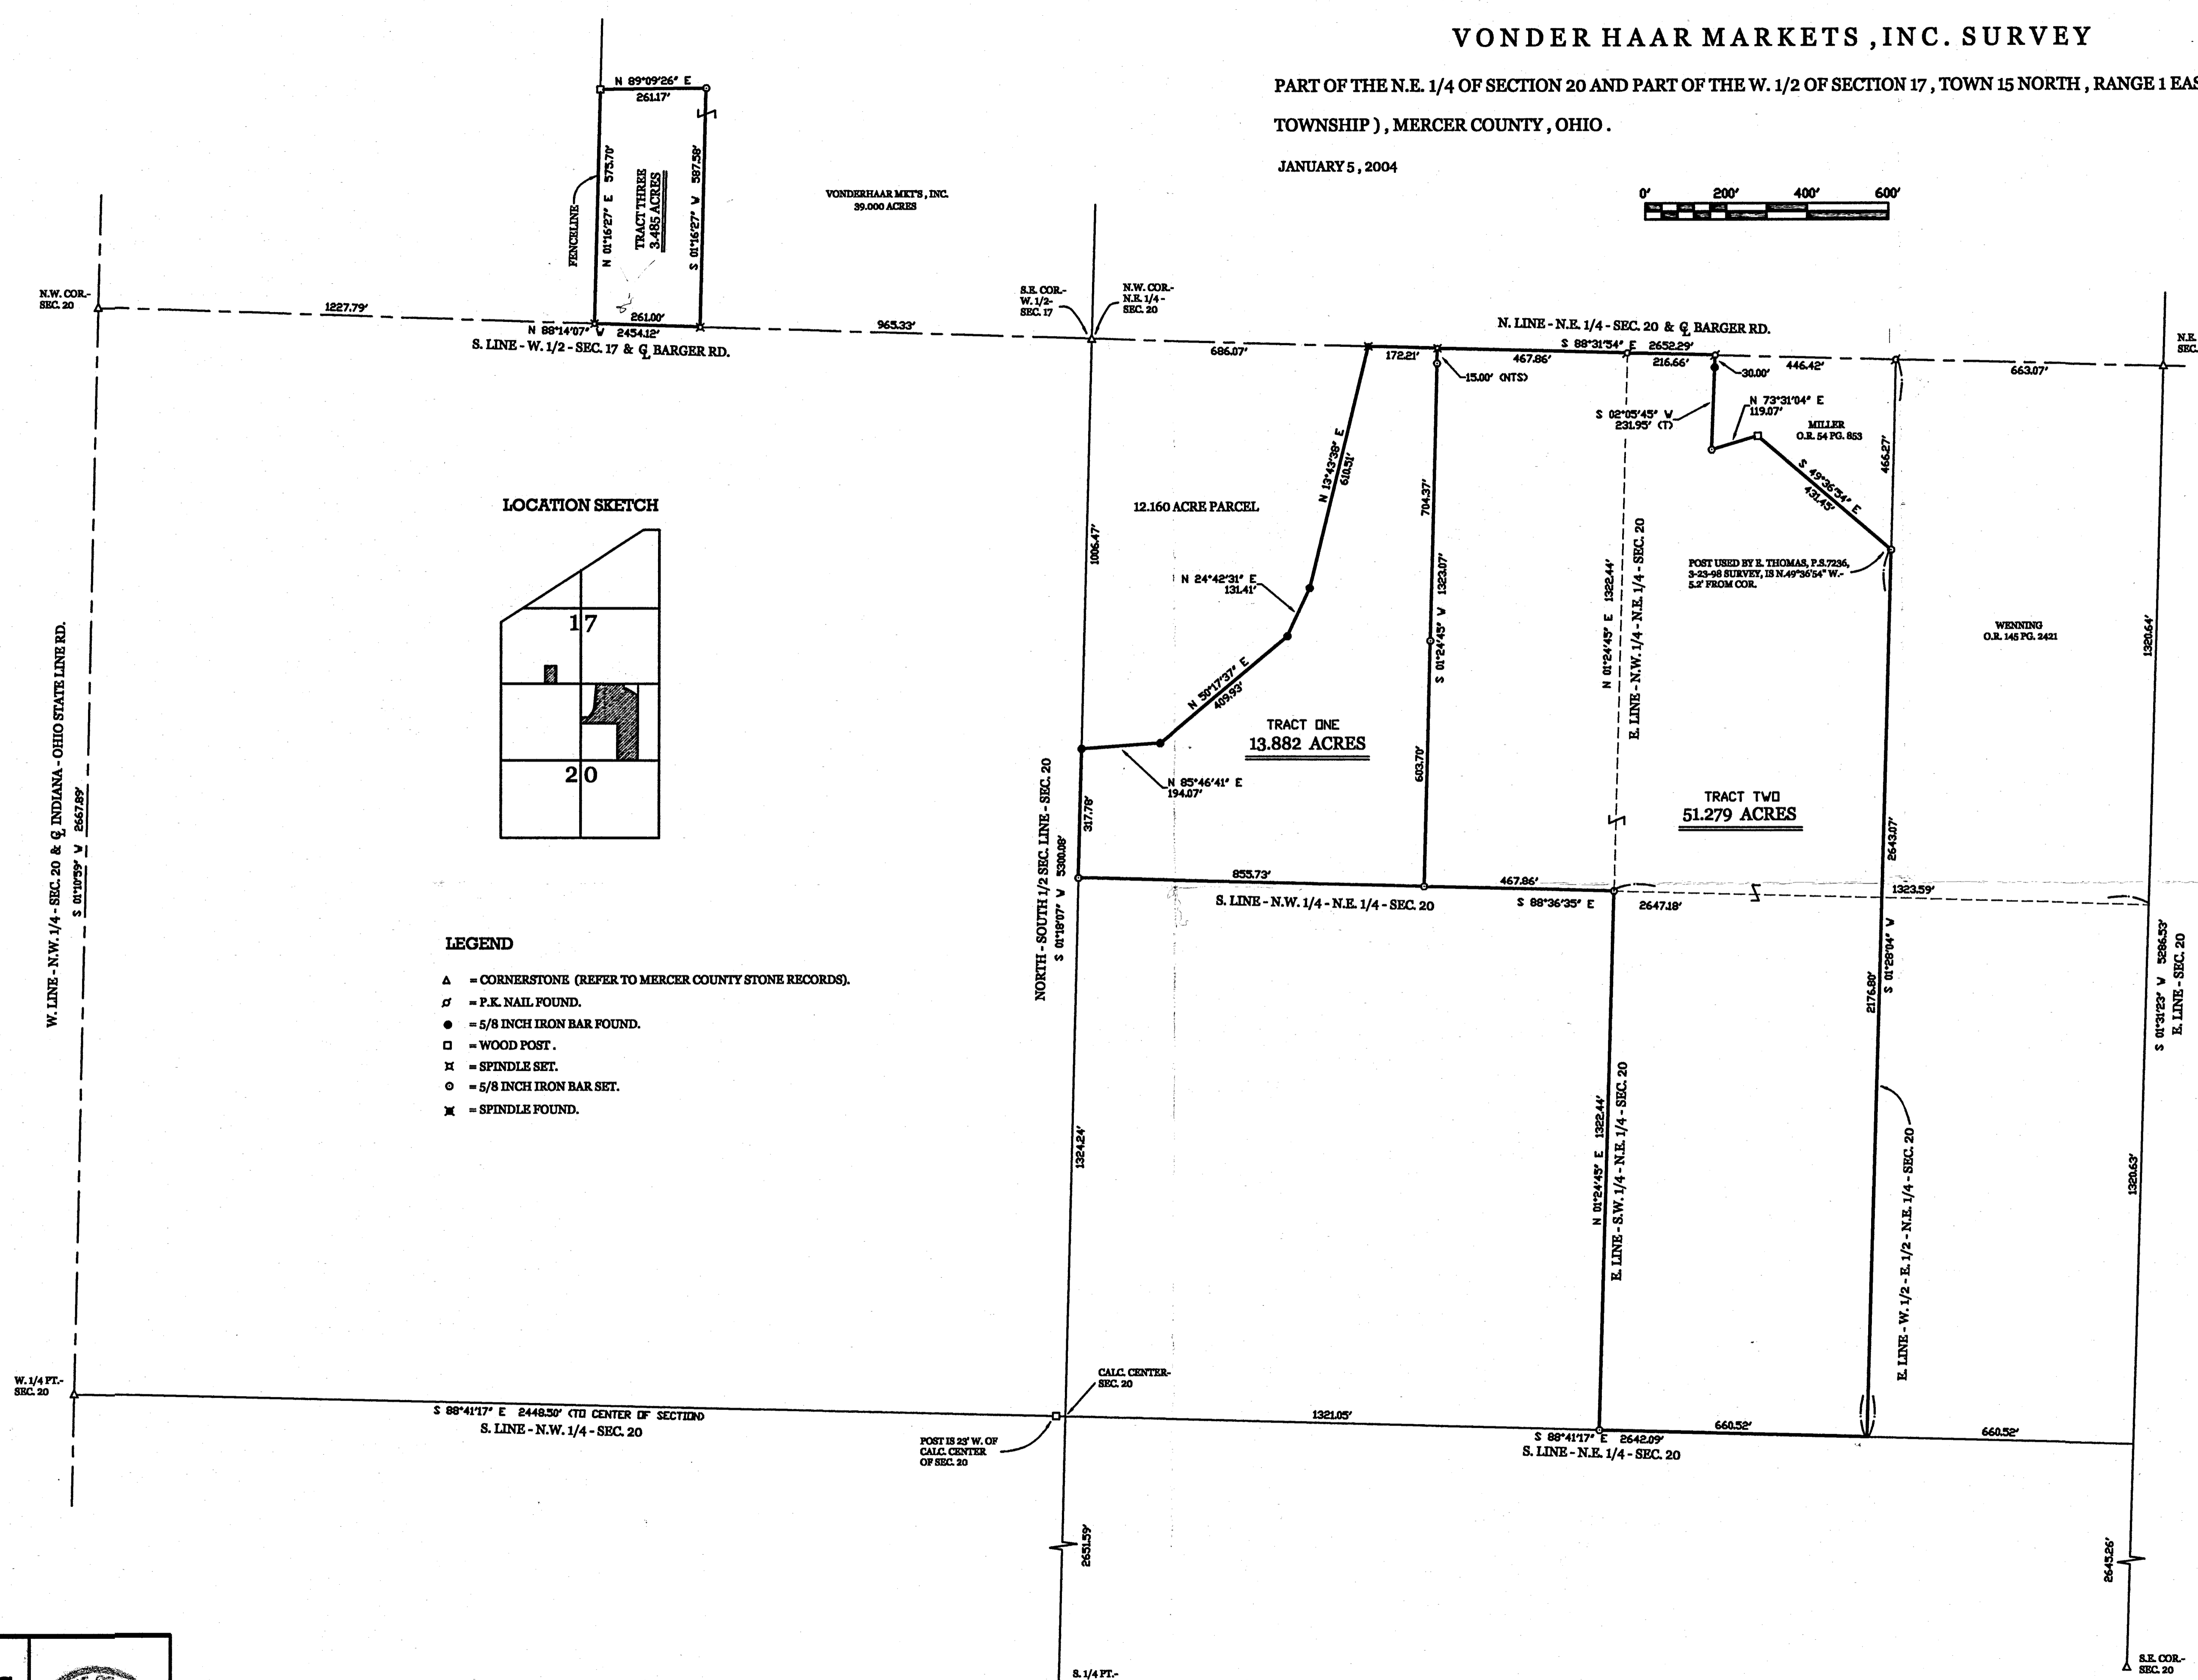 VONDER HAAR MARKETS , INC. SURVEY
PART OF THE N.E. 1/4 OF SECTION 20 AND PART OF THE W. 1/2 OF SECTION 17 , TOWN 15 NORTH , RANGE 1
TOWNSHIP ) , MERCER COUNTY , OHIO .
JANUARY 5 , 2004
0' 200' 400' 600'
N 89°09'26" E
261.17'
FENCELINE
N 01°16'27" E 575.70'
TRACT THREE
3.485 ACRES
S 01°16'27" W 587.58'
VONDERHAAR MKT'S , INC.
39.000 ACRES
N.W. COR.-
SEC. 20
1227.79'
261.00'
N 88°14'07" W 2454.12'
S. LINE - W. 1/2 - SEC. 17 & ℄ BARGER RD.
965.33'
S.E. COR.-
W. 1/2-
SEC. 17
N.W. COR.-
N.E. 1/4 -
SEC. 20
N. LINE - N.E. 1/4 - SEC. 20 & ℄ BARGER RD.
S 88°31'54" E 2652.29'
686.07'
172.21'
467.86'
216.66'
446.42'
663.07'
N.E.
SEC.
15.00' (NTS)
30.00'
S 02°05'45" W
231.95' (T)
N 73°31'04" E
119.07'
MILLER
O.R. 54 PG. 853
S 49°36'54" E
431.45'
466.27'
POST USED BY E. THOMAS, P.S.7236,
3-23-98 SURVEY, IS N.49°36'54" W.-
5.2' FROM COR.
WENNING
O.R. 145 PG. 2421
1320.64'
12.160 ACRE PARCEL
1006.47'
N 13°43'38" E
610.51'
N 24°42'31" E
131.41'
N 50°17'37" E
409.93'
N 85°46'41" E
194.07'
TRACT ONE
13.882 ACRES
704.37'
S 01°24'45" W 1323.07'
603.70'
N 01°24'45" E 1322.44'
E. LINE - N.W. 1/4 - N.E. 1/4 - SEC. 20
TRACT TWO
51.279 ACRES
2643.07'
S 01°28'04" W
2176.80'
317.78'
NORTH - SOUTH 1/2 SEC. LINE - SEC. 20
S 01°18'07" W 5300.08'
855.73'
S. LINE - N.W. 1/4 - N.E. 1/4 - SEC. 20
467.86'
S 88°36'35" E
2647.18'
1323.59'
S 01°31'23" W 5286.53'
E. LINE - SEC. 20
LOCATION SKETCH
17
20
W. LINE - N.W. 1/4 - SEC. 20 & ℄ INDIANA - OHIO STATE LINE RD.
S 01°10'59" W 2667.89'
LEGEND
= CORNERSTONE (REFER TO MERCER COUNTY STONE RECORDS).
= P.K. NAIL FOUND.
= 5/8 INCH IRON BAR FOUND.
= WOOD POST .
= SPINDLE SET.
= 5/8 INCH IRON BAR SET.
= SPINDLE FOUND.
1324.24'
N 01°24'45" E 1322.44'
E. LINE - S.W. 1/4 - N.E. 1/4 - SEC. 20
E. LINE - W. 1/2 - E. 1/2 - N.E. 1/4 - SEC. 20
1320.63'
W. 1/4 PT.-
SEC. 20
S 88°41'17" E 2448.50' (TO CENTER OF SECTION)
S. LINE - N.W. 1/4 - SEC. 20
CALC. CENTER-
SEC. 20
POST IS 23' W. OF
CALC. CENTER
OF SEC. 20
1321.05'
S 88°41'17" E 2642.09'
S. LINE - N.E. 1/4 - SEC. 20
660.52'
660.52'
2651.59'
2645.26'
S. 1/4 PT.-
S.E. COR.-
SEC. 20